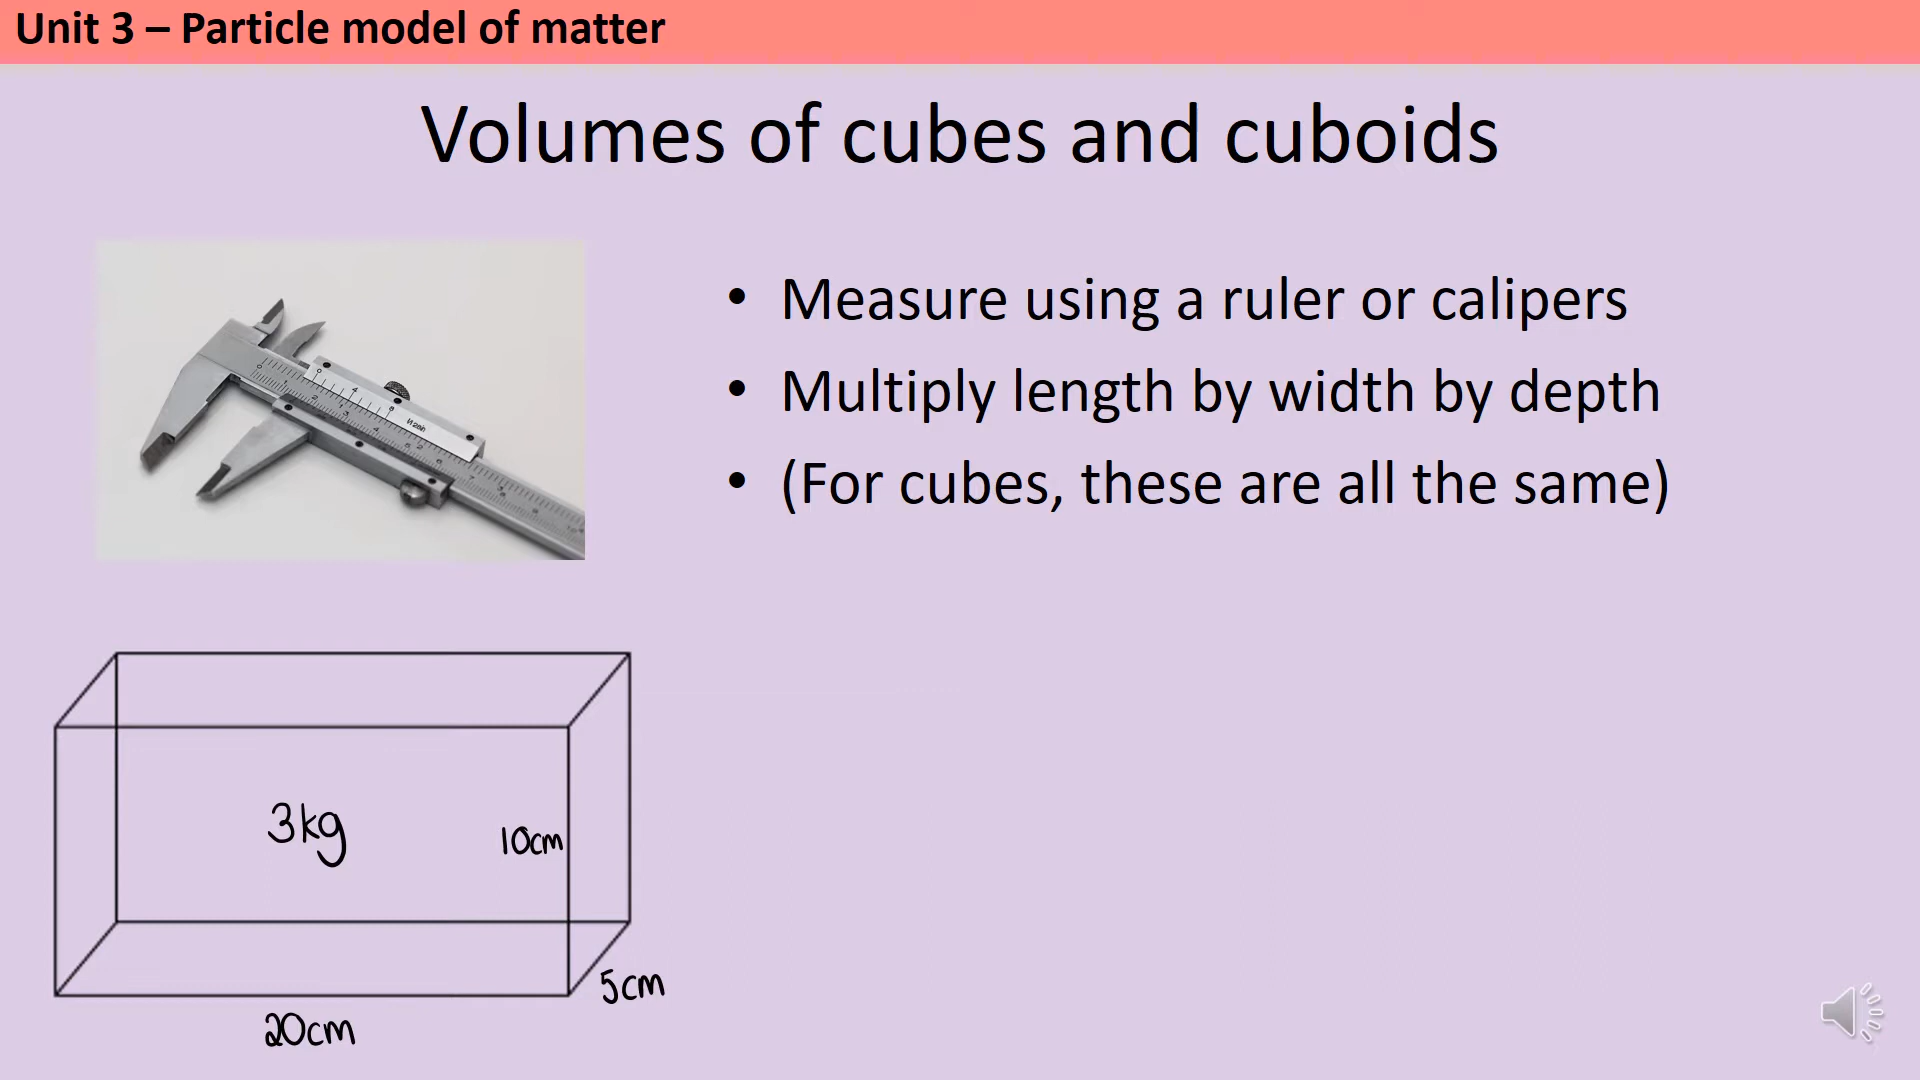 Unit 3 – Particle model of matter
Volumes of cubes and cuboids
• Measure using a ruler or calipers
• Multiply length by width by depth
• (For cubes, these are all the same)
3kg
10cm
5cm
20cm